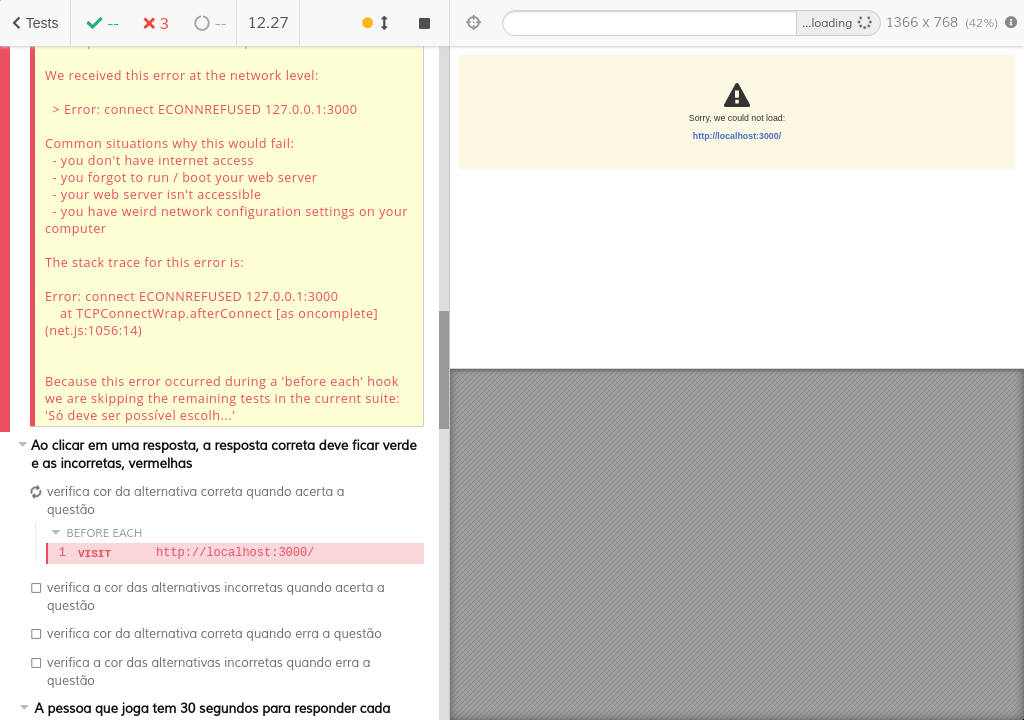 Tests
--
3
--
12.27
...loading
1366 x 768 (42%)
We received this error at the network level:
> Error: connect ECONNREFUSED 127.0.0.1:3000
Common situations why this would fail:
- you don't have internet access
- you forgot to run / boot your web server
- your web server isn't accessible
- you have weird network configuration settings on your
computer
The stack trace for this error is:
Error: connect ECONNREFUSED 127.0.0.1:3000
at TCPConnectWrap.afterConnect [as oncomplete]
(net.js:1056:14)
Because this error occurred during a 'before each' hook
we are skipping the remaining tests in the current suite:
'Só deve ser possível escolh...'
Ao clicar em uma resposta, a resposta correta deve ficar verde
e as incorretas, vermelhas
verifica cor da alternativa correta quando acerta a
questão
BEFORE EACH
1 VISIT http://localhost:3000/
verifica a cor das alternativas incorretas quando acerta a
questão
verifica cor da alternativa correta quando erra a questão
verifica a cor das alternativas incorretas quando erra a
questão
A pessoa que joga tem 30 segundos para responder cada
Sorry, we could not load:
http://localhost:3000/